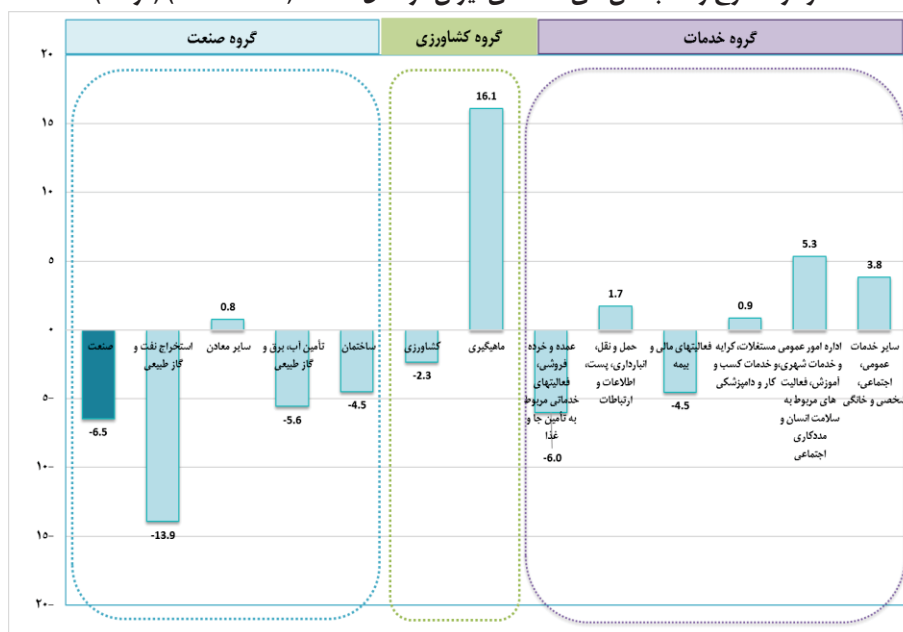 گروه خدمات
گروه کشاورزی
گروه صنعت
۲۰
۱۵
۱۰
۵
۰
۵-
۱۰-
۱۵-
۲۰-
-6.5
-13.9
0.8
-5.6
-4.5
-2.3
16.1
-6.0
1.7
-4.5
0.9
5.3
3.8
صنعت
استخراج نفت و
گاز طبیعی
سایر معادن
تأمین آب، برق و
گاز طبیعی
ساختمان
کشاورزی
ماهیگیری
عمده و خرده
فروشی،
فعالیتهای
خدماتی مربوط
به تأمین جا و
غذا
حمل و نقل،
انبارداری، پست،
اطلاعات و
ارتباطات
فعالیتهای مالی و
بیمه
مستغلات، کرایه
و خدمات کسب و
کار و دامپزشکی
اداره امور عمومی
و خدمات شهری،
آموزش، فعالیت
های مربوط به
سلامت انسان و
مددکاری
اجتماعی
سایر خدمات
عمومی،
اجتماعی،
شخصی و خانگی